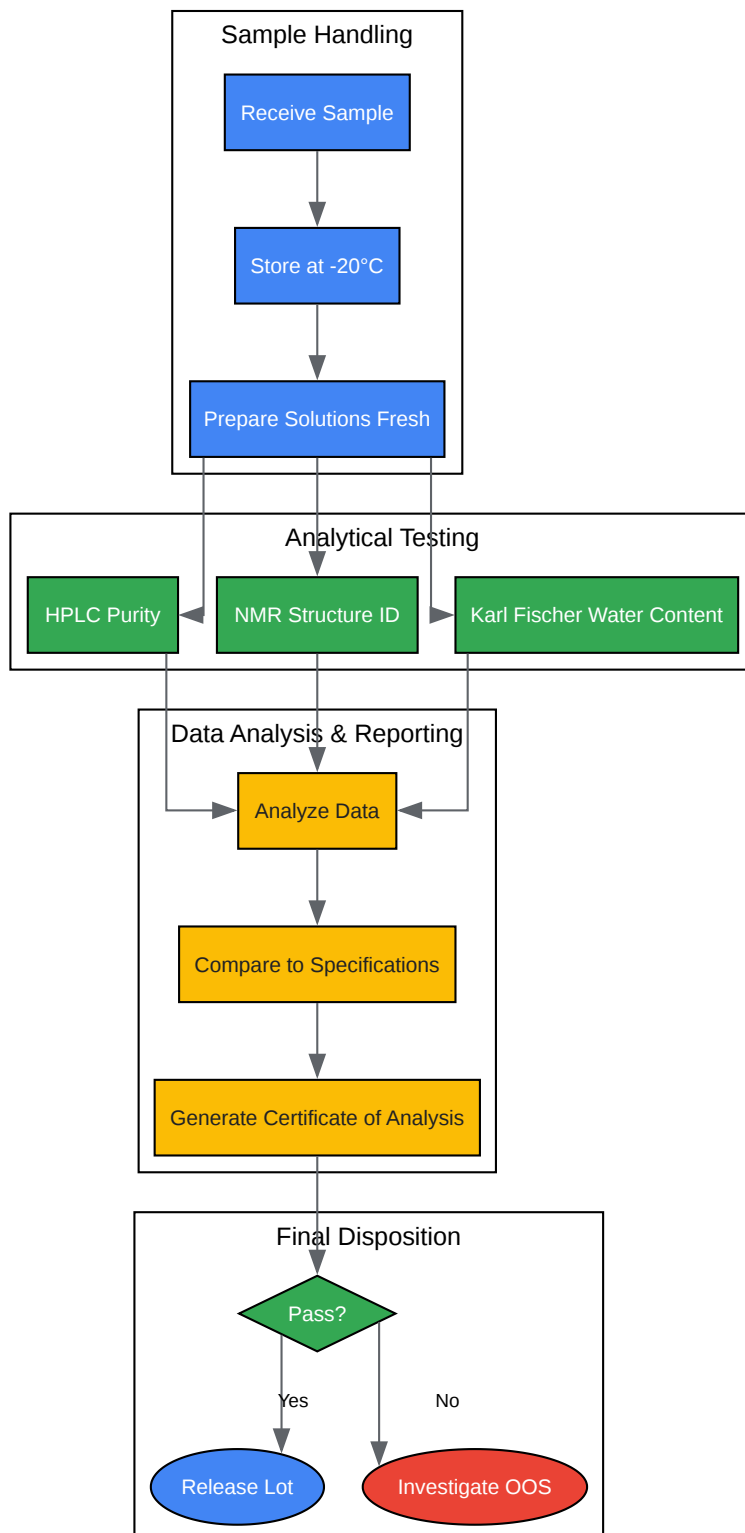 Sample Handling
Receive Sample
Store at -20°C
Prepare Solutions Fresh
Analytical Testing
HPLC Purity
NMR Structure ID
Karl Fischer Water Content
Data Analysis & Reporting
Analyze Data
Compare to Specifications
Generate Certificate of Analysis
Final Disposition
Pass?
Yes
No
Release Lot
Investigate OOS